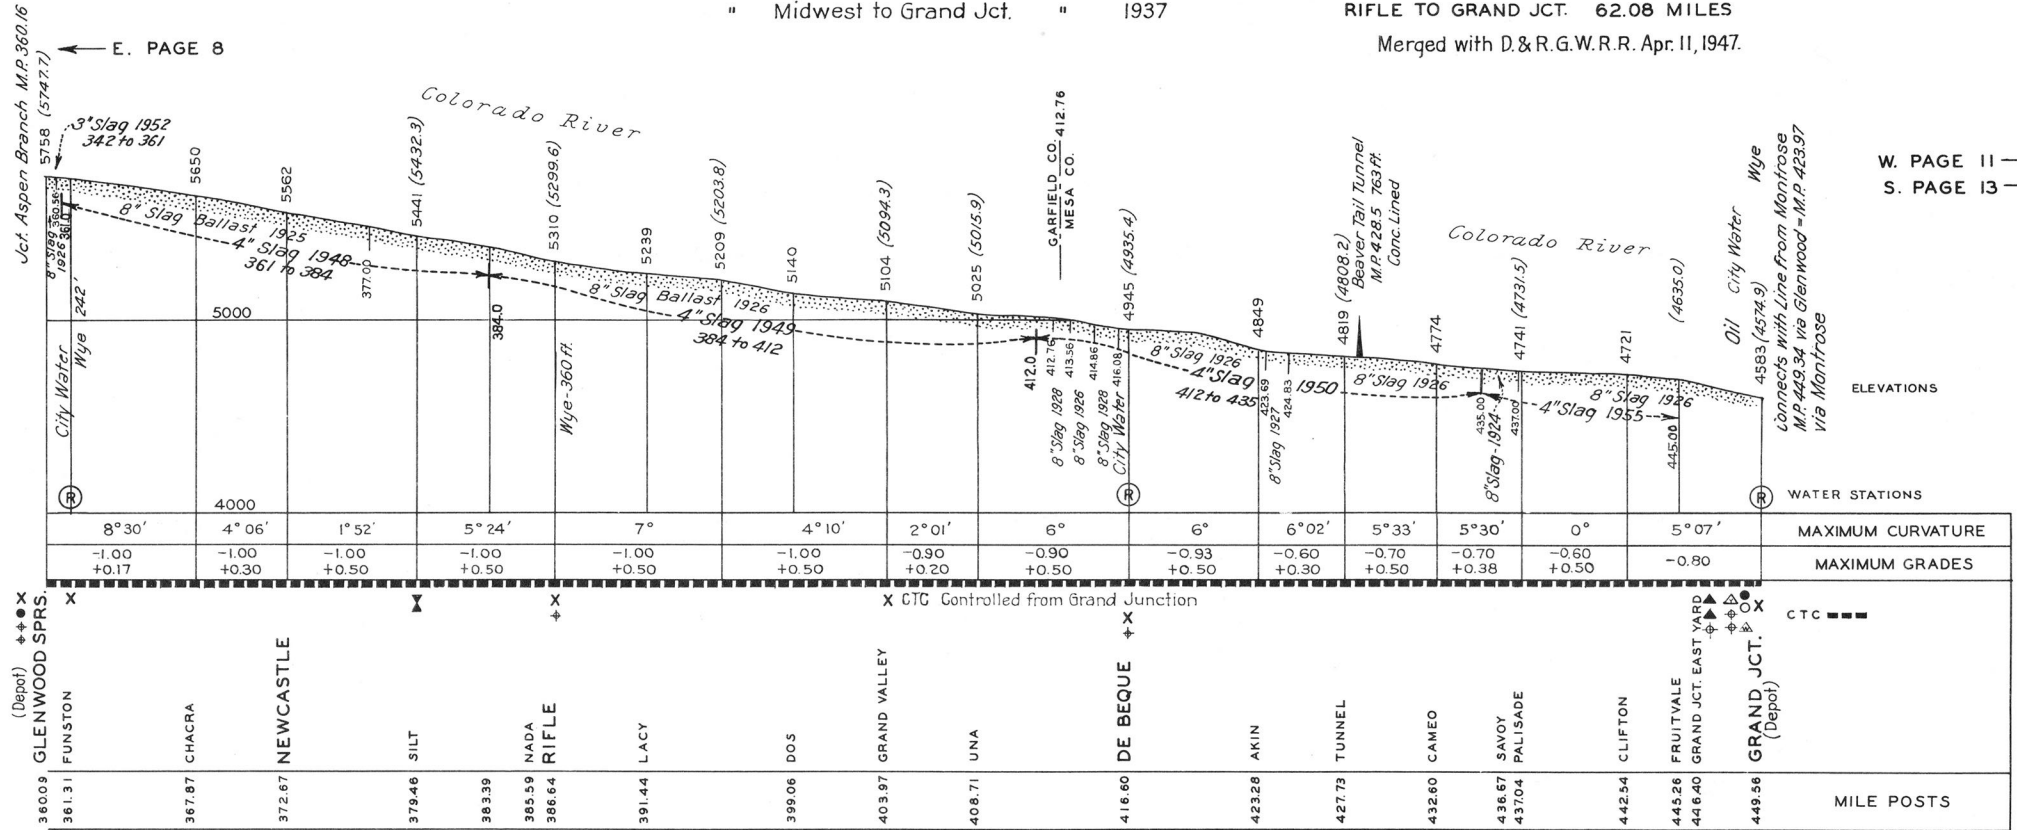 " Midwest to Grand Jct. " 1937
RIFLE TO GRAND JCT. 62.08 MILES
Merged with D.& R.G.W.R.R. Apr. 11, 1947.
E. PAGE 8
W. PAGE 11
S. PAGE 13
Jct. Aspen Branch M.P. 360.16
5758 (5747.7)
3" Slag 1952
342 to 361
5650
5562
5441 (5432.3)
Colorado River
5310 (5299.6)
5239
5209 (5203.8)
5140
5104 (5094.3)
5025 (5015.9)
GARFIELD CO. 412.76
MESA CO.
4945 (4935.4)
4849
4819 (4808.2)
Beaver Tail Tunnel
M.P. 428.5 763 ft.
Conc. Lined
4774
4741 (4731.5)
Colorado River
4721
(4635.0)
Oil City Water Wye
4583 (4574.9)
Connects with Line from Montrose
M.P. 449.34 via Glenwood = M.P. 423.97
via Montrose
8" Slag 1926
360.56
361.0
8" Slag Ballast 1925
4" Slag 1948
361 to 384
377.00
384.0
8" Slag Ballast 1926
4" Slag 1949
384 to 412
412.0
412.76
413.56
414.86
416.08
8" Slag 1928
8" Slag 1926
8" Slag 1928
City Water
8" Slag 1926
4" Slag 1950
412 to 435
423.69
424.83
8" Slag 1927
8" Slag 1926
435.00
8" Slag 1924
437.00
8" Slag 1926
4" Slag 1955
445.00
City Water
Wye 242'
Wye-360 ft.
5000
4000
ELEVATIONS
R R R WATER STATIONS
8°30' 4°06' 1°52' 5°24' 7° 4°10' 2°01' 6° 6° 6°02' 5°33' 5°30' 0° 5°07' MAXIMUM CURVATURE
-1.00 -1.00 -1.00 -1.00 -1.00 -1.00 -0.90 -0.90 -0.93 -0.60 -0.70 -0.70 -0.60 -0.80
+0.17 +0.30 +0.50 +0.50 +0.50 +0.50 +0.20 +0.50 +0.50 +0.30 +0.50 +0.38 +0.50
MAXIMUM GRADES
X X X X CTC Controlled from Grand Junction X X
CTC
(Depot)
GLENWOOD SPRS.
FUNSTON
CHACRA
NEWCASTLE
SILT
NADA
RIFLE
LACY
DOS
GRAND VALLEY
UNA
DE BEQUE
AKIN
TUNNEL
CAMEO
SAVOY
PALISADE
CLIFTON
FRUITVALE
GRAND JCT. EAST YARD
GRAND JCT.
(Depot)
360.09 361.31 367.87 372.67 379.46 383.39 385.59 386.64 391.44 399.06 403.97 408.71 416.60 423.28 427.73 432.60 436.67 437.04 442.54 445.26 446.40 449.56 MILE POSTS